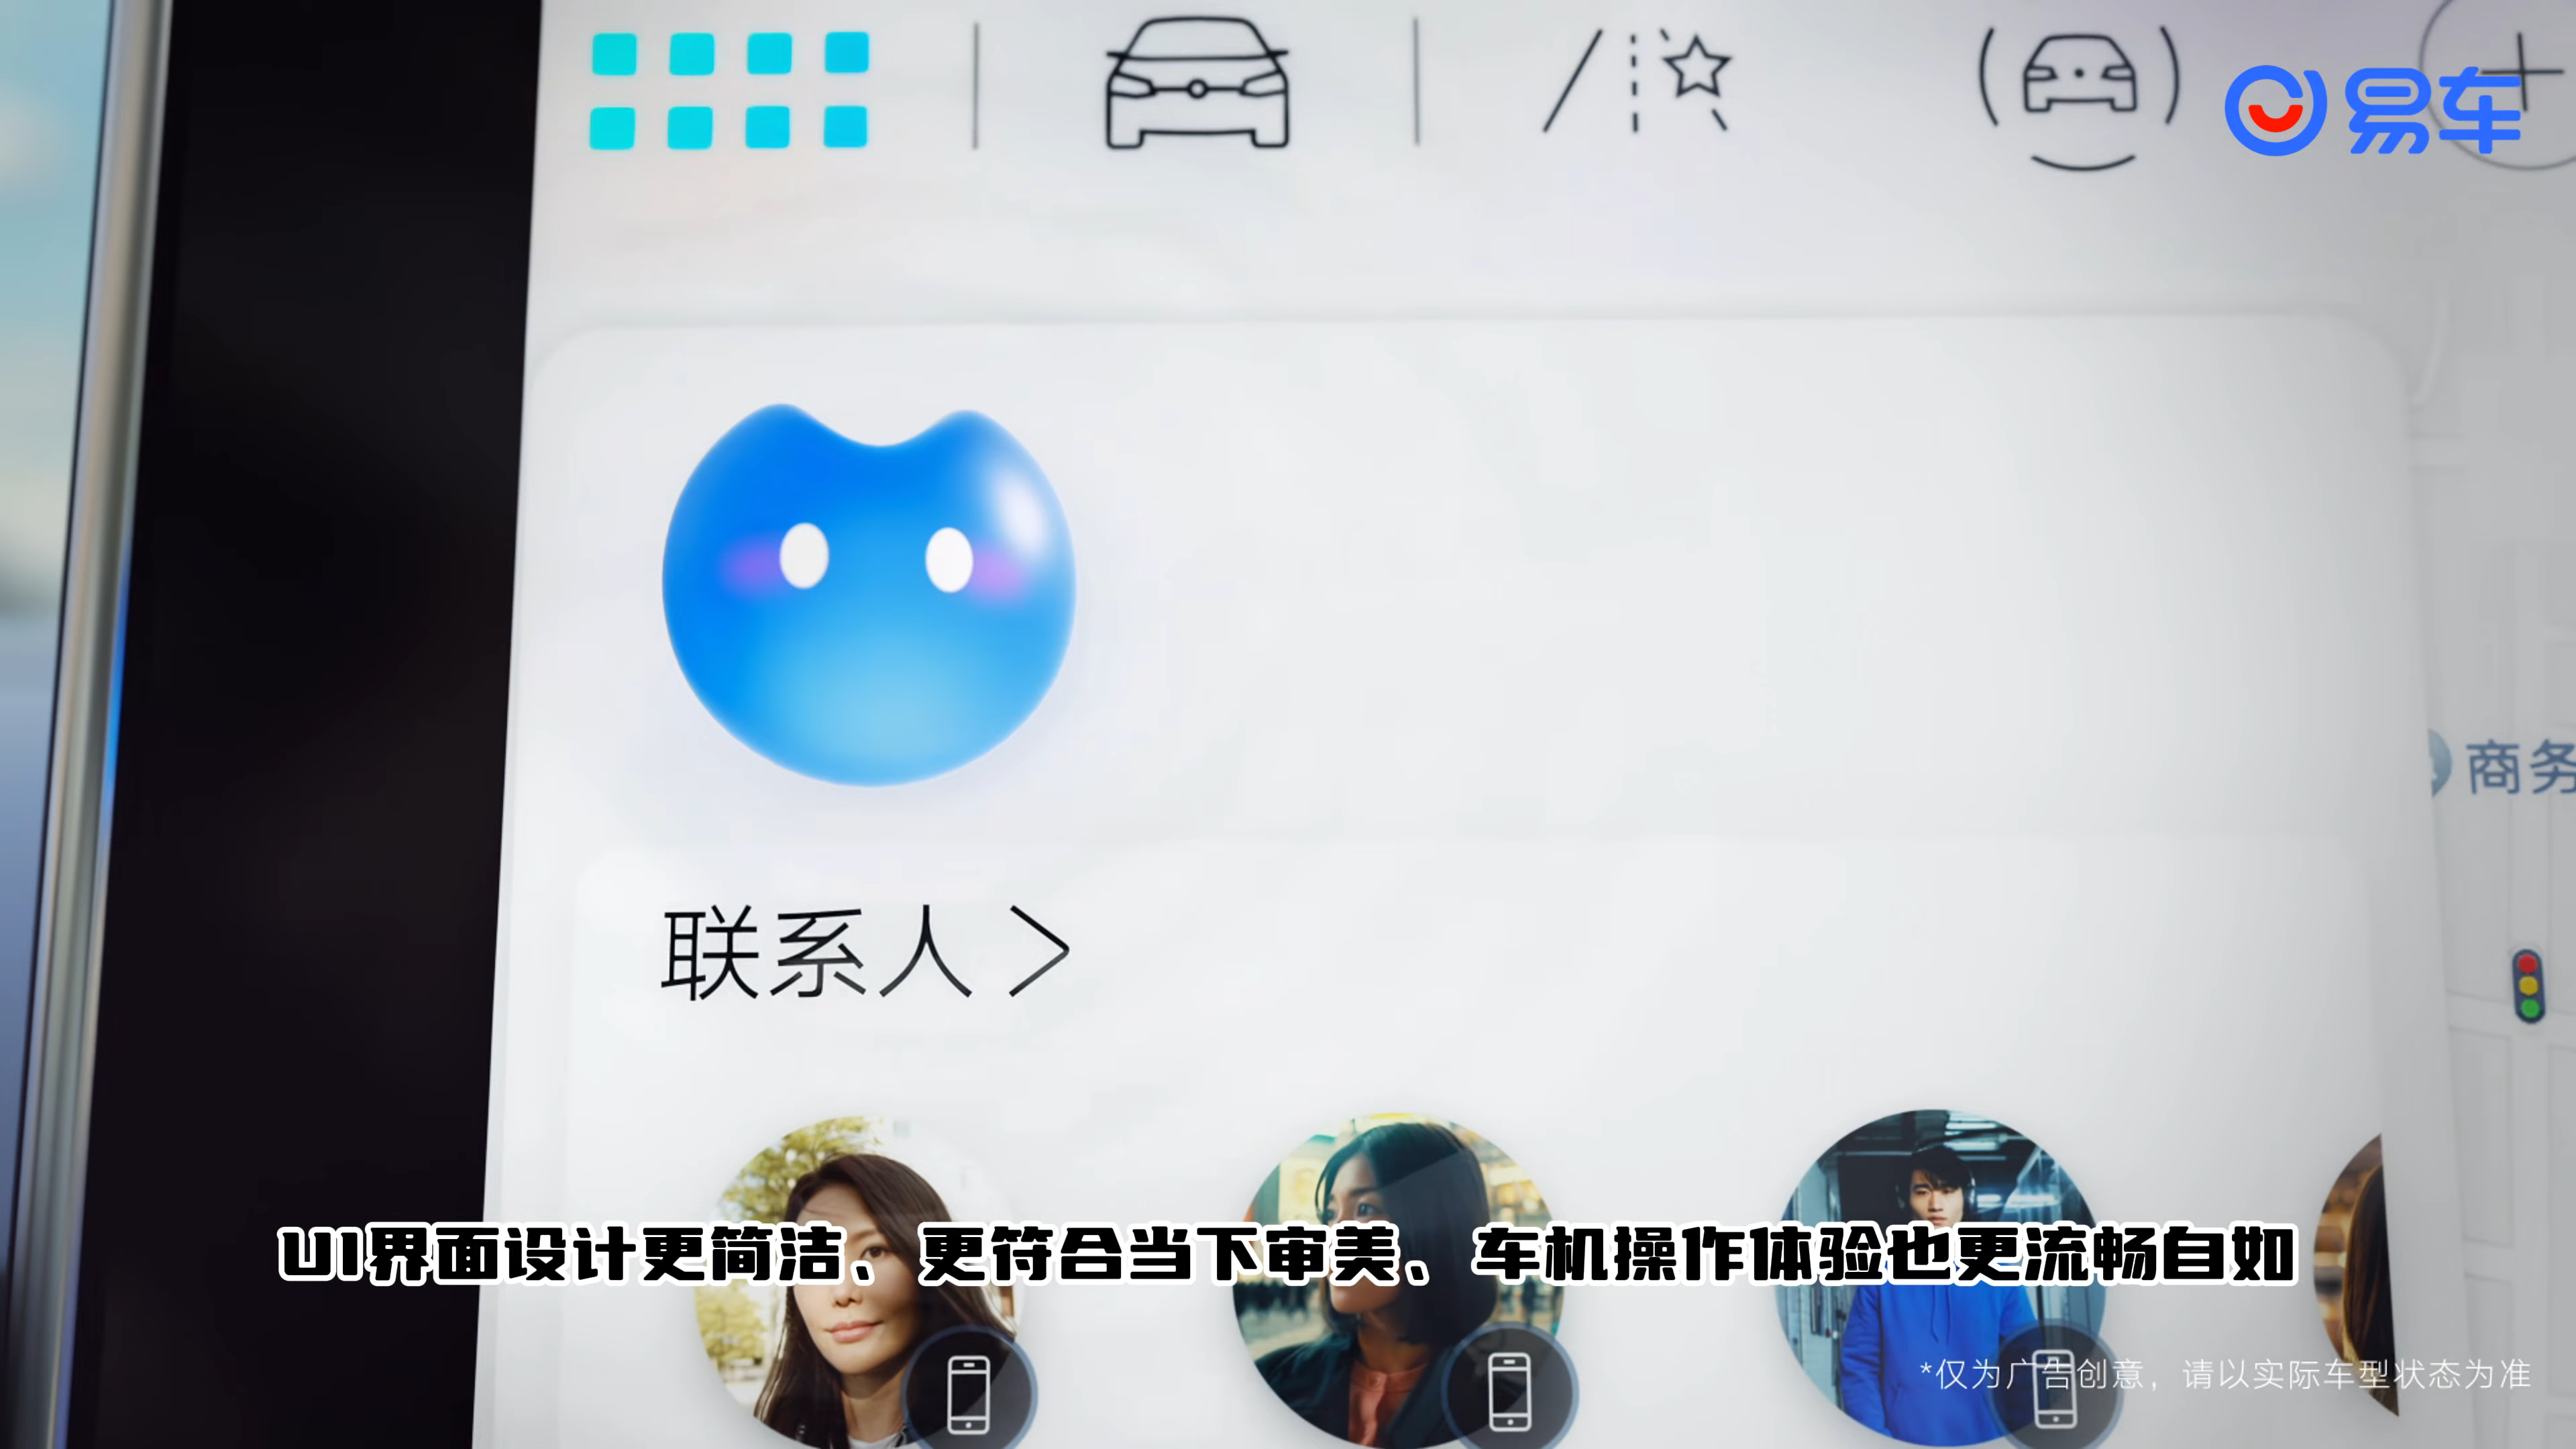 易车
商务
联系人 >
UI界面设计更简洁、更符合当下审美、车机操作体验也更流畅自如
*仅为广告创意，请以实际车型状态为准